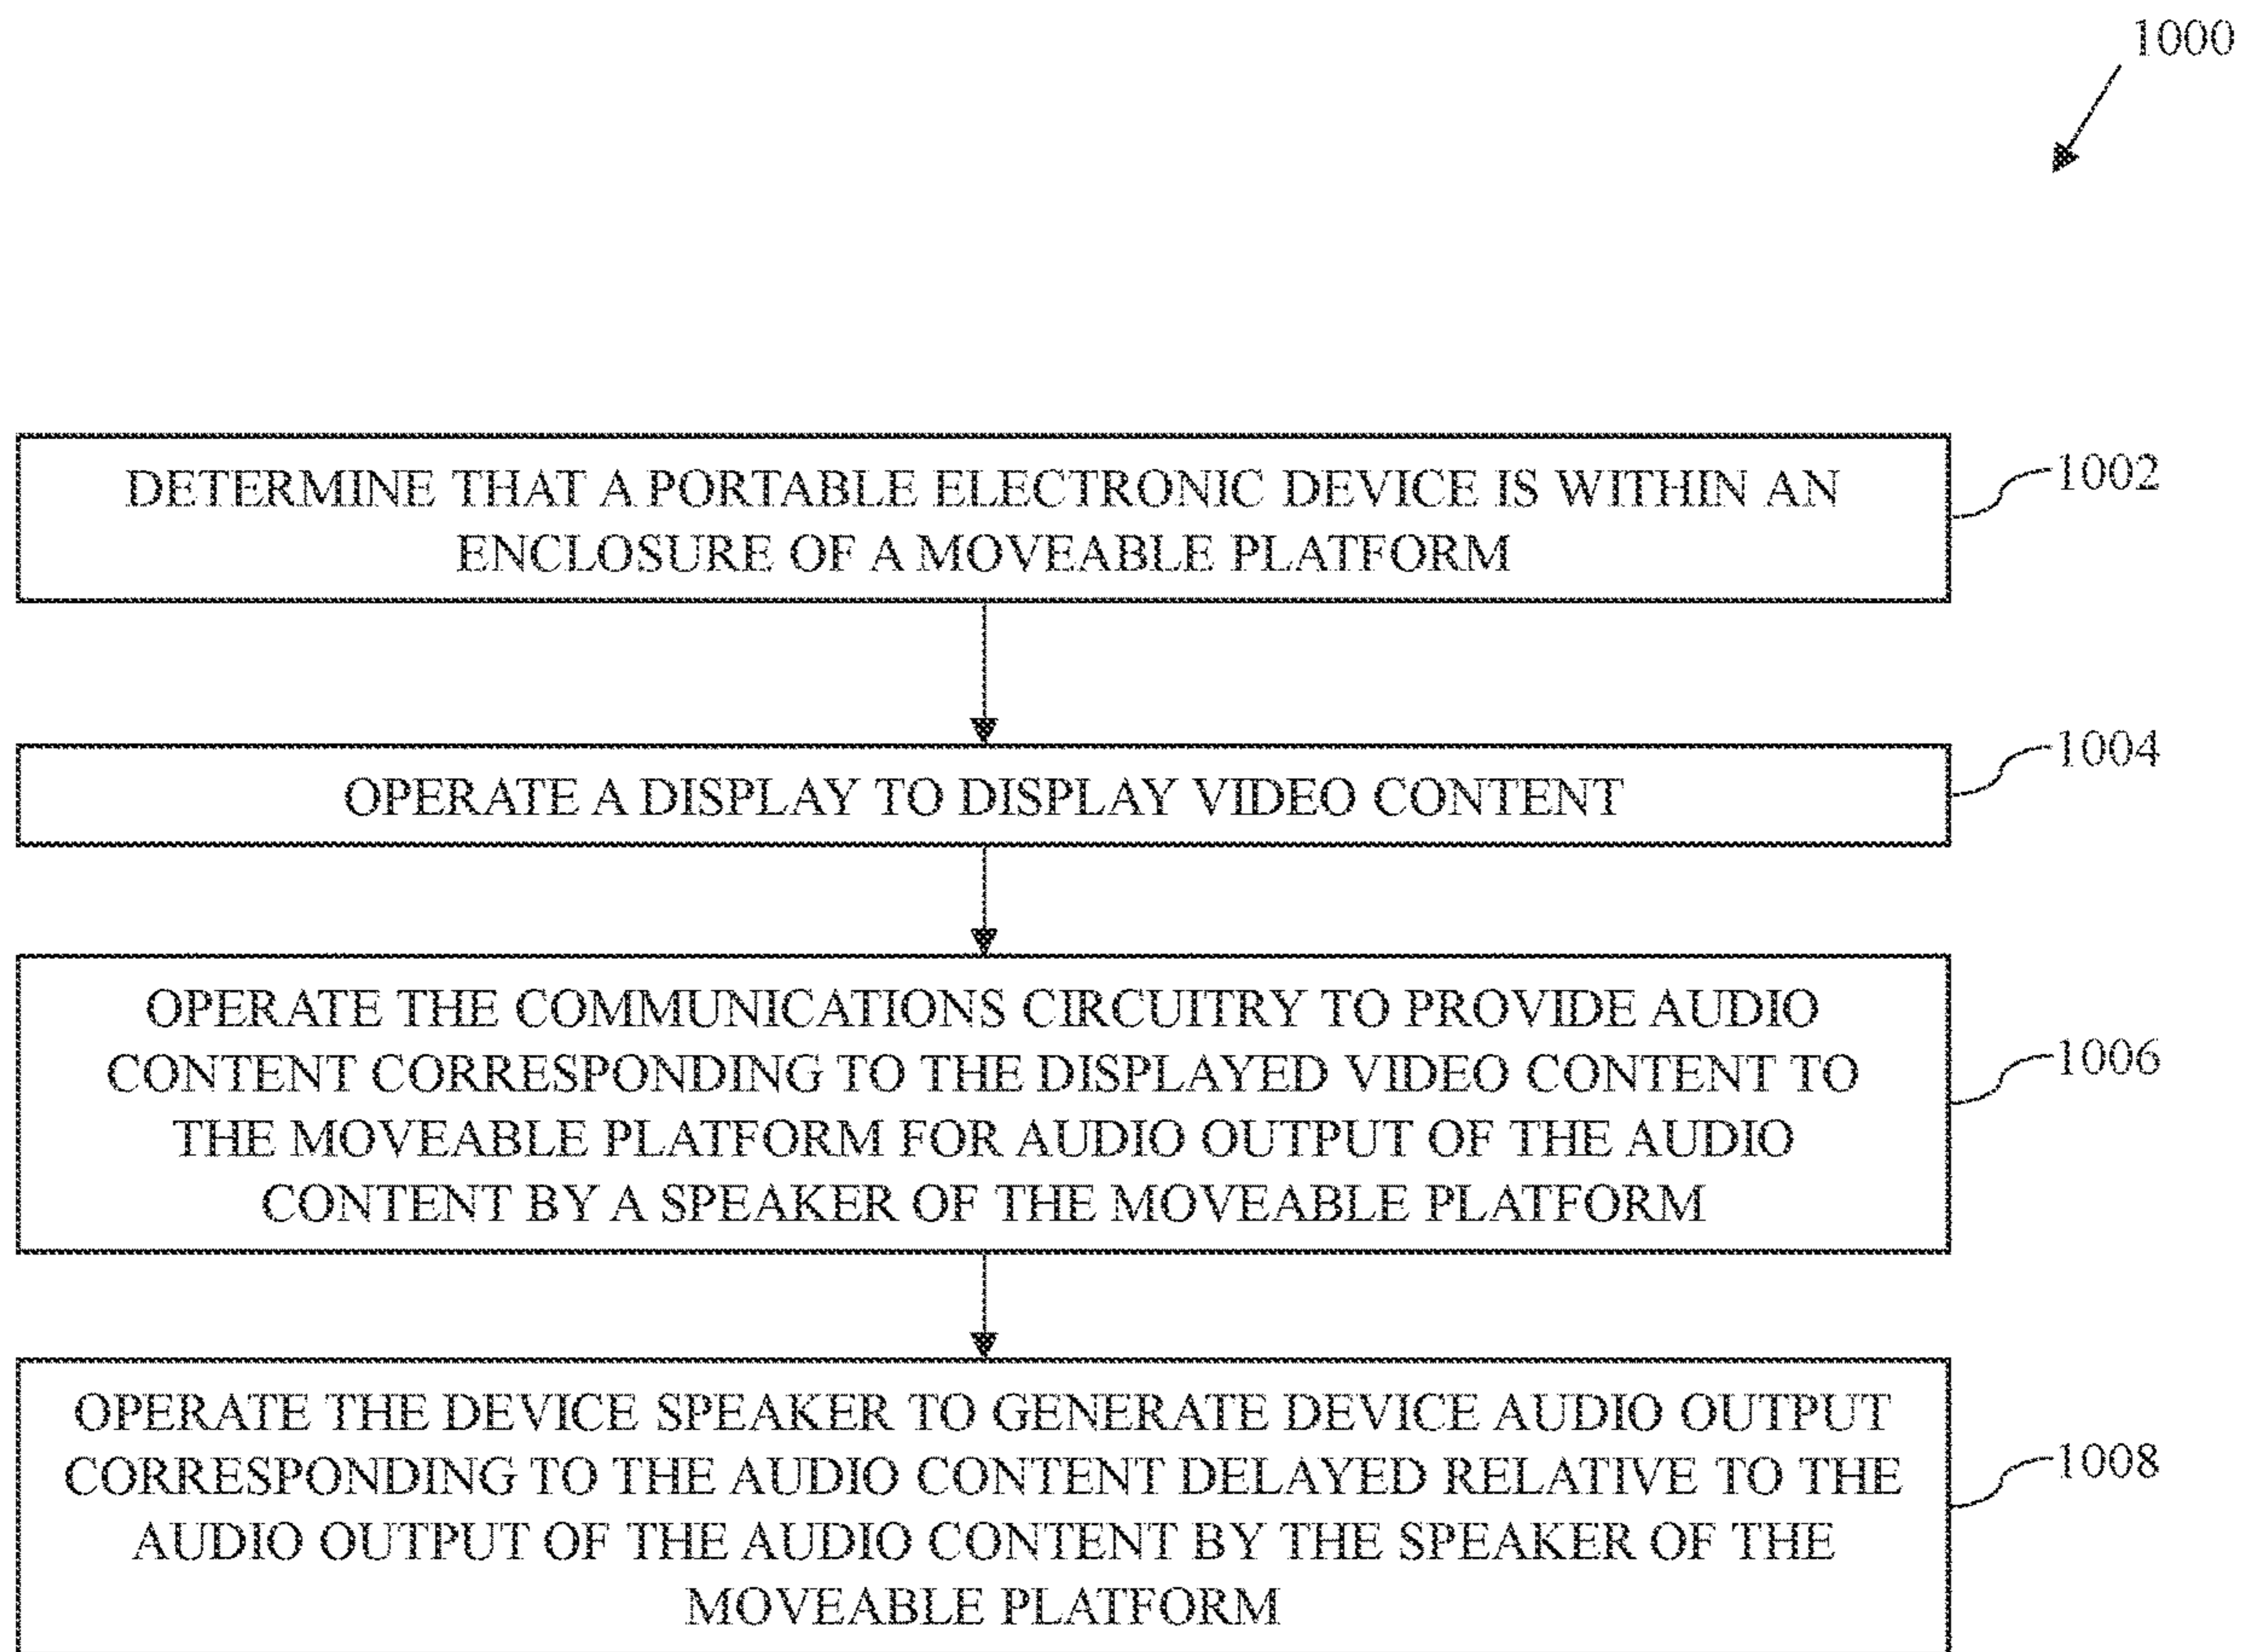 1000
DETERMINE THAT A PORTABLE ELECTRONIC DEVICE IS WITHIN AN
ENCLOSURE OF A MOVEABLE PLATFORM
1002
OPERATE A DISPLAY TO DISPLAY VIDEO CONTENT
1004
OPERATE THE COMMUNICATIONS CIRCUITRY TO PROVIDE AUDIO
CONTENT CORRESPONDING TO THE DISPLAYED VIDEO CONTENT TO
THE MOVEABLE PLATFORM FOR AUDIO OUTPUT OF THE AUDIO
CONTENT BY A SPEAKER OF THE MOVEABLE PLATFORM
1006
OPERATE THE DEVICE SPEAKER TO GENERATE DEVICE AUDIO OUTPUT
CORRESPONDING TO THE AUDIO CONTENT DELAYED RELATIVE TO THE
AUDIO OUTPUT OF THE AUDIO CONTENT BY THE SPEAKER OF THE
MOVEABLE PLATFORM
1008